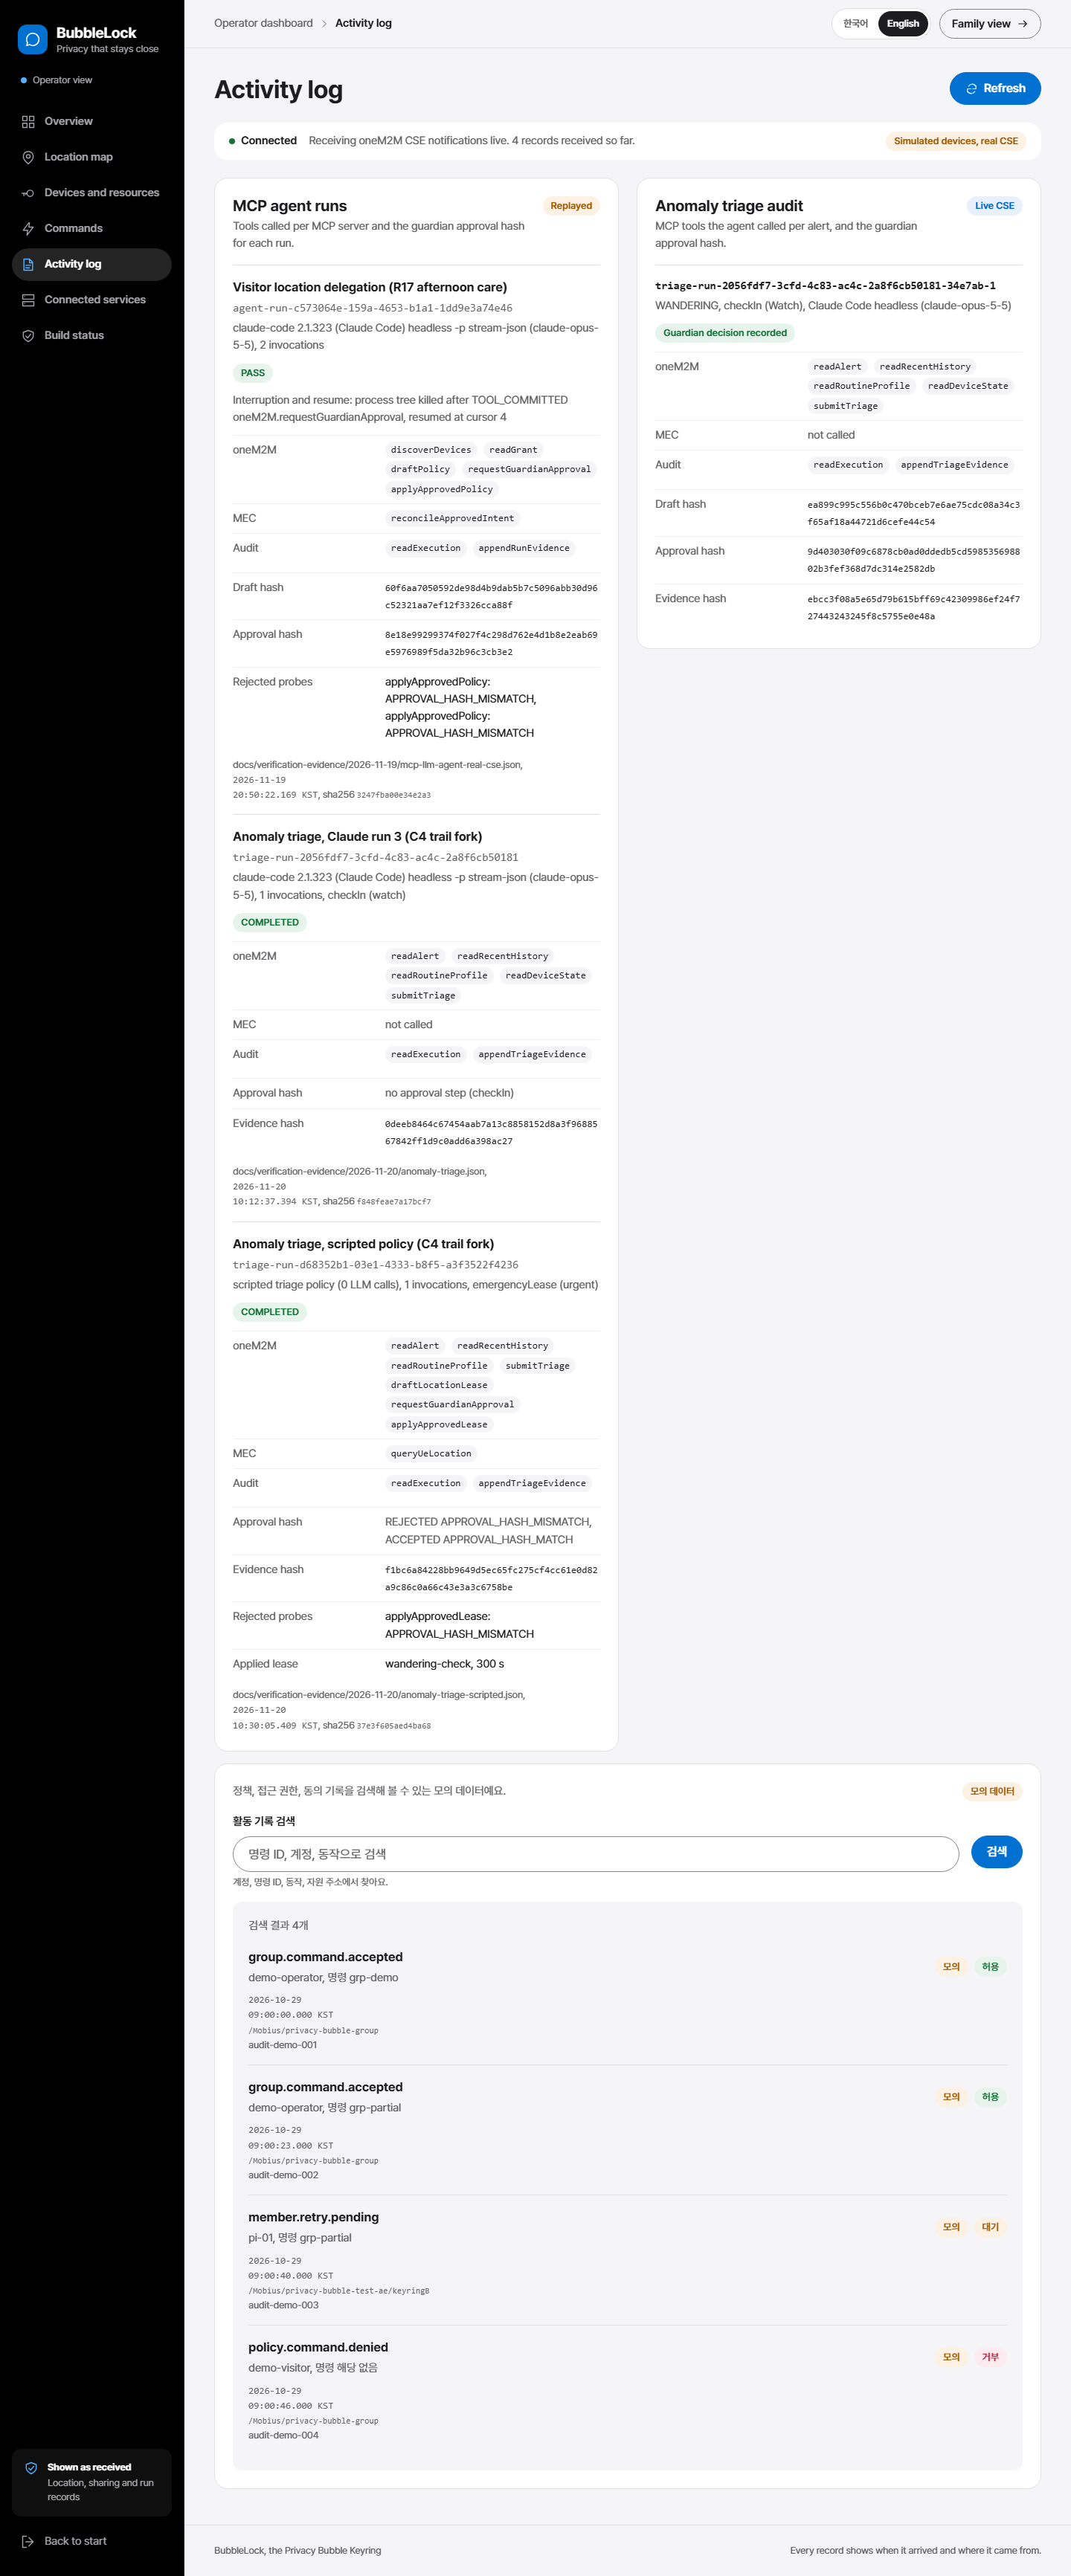 BubbleLock
Privacy that stays close
Operator view
Overview
Location map
Devices and resources
Commands
Activity log
Connected services
Build status
Shown as received
Location, sharing and run
records
Back to start
Operator dashboard
Activity log
한국어
English
Family view
Activity log
Refresh
Connected
Receiving oneM2M CSE notifications live. 4 records received so far.
Simulated devices, real CSE
MCP agent runs
Replayed
Tools called per MCP server and the guardian approval hash
for each run.
Visitor location delegation (R17 afternoon care)
agent-run-c573064e-159a-4653-b1a1-1dd9e3a74e46
claude-code 2.1.323 (Claude Code) headless -p stream-json (claude-opus-
5-5), 2 invocations
PASS
Interruption and resume: process tree killed after TOOL_COMMITTED
oneM2M.requestGuardianApproval, resumed at cursor 4
oneM2M
discoverDevices readGrant
draftPolicy requestGuardianApproval
applyApprovedPolicy
MEC
reconcileApprovedIntent
Audit
readExecution appendRunEvidence
Draft hash
60f6aa7050592de98d4b9dab5b7c5096abb30d96
c52321aa7ef12f3326cca88f
Approval hash
8e18e99299374f027f4c298d762e4d1b8e2eab69
e5976989f5da32b96c3cb3e2
Rejected probes
applyApprovedPolicy:
APPROVAL_HASH_MISMATCH,
applyApprovedPolicy:
APPROVAL_HASH_MISMATCH
docs/verification-evidence/2026-11-19/mcp-llm-agent-real-cse.json,
2026-11-19
20:50:22.169 KST, sha256 3247fba00e34e2a3
Anomaly triage, Claude run 3 (C4 trail fork)
triage-run-2056fdf7-3cfd-4c83-ac4c-2a8f6cb50181
claude-code 2.1.323 (Claude Code) headless -p stream-json (claude-opus-
5-5), 1 invocations, checkIn (watch)
COMPLETED
oneM2M
readAlert readRecentHistory
readRoutineProfile readDeviceState
submitTriage
MEC
not called
Audit
readExecution appendTriageEvidence
Approval hash
no approval step (checkIn)
Evidence hash
0deeb8464c67454aab7a13c8858152d8a3f96885
67842ff1d9c0add6a398ac27
docs/verification-evidence/2026-11-20/anomaly-triage.json,
2026-11-20
10:12:37.394 KST, sha256 f848feae7a17bcf7
Anomaly triage, scripted policy (C4 trail fork)
triage-run-d68352b1-03e1-4333-b8f5-a3f3522f4236
scripted triage policy (0 LLM calls), 1 invocations, emergencyLease (urgent)
COMPLETED
oneM2M
readAlert readRecentHistory
readRoutineProfile submitTriage
draftLocationLease
requestGuardianApproval
applyApprovedLease
MEC
queryUeLocation
Audit
readExecution appendTriageEvidence
Approval hash
REJECTED APPROVAL_HASH_MISMATCH,
ACCEPTED APPROVAL_HASH_MATCH
Evidence hash
f1bc6a84228bb9649d5ec65fc275cf4cc61e0d82
a9c86c0a66c43e3a3c6758be
Rejected probes
applyApprovedLease:
APPROVAL_HASH_MISMATCH
Applied lease
wandering-check, 300 s
docs/verification-evidence/2026-11-20/anomaly-triage-scripted.json,
2026-11-20
10:30:05.409 KST, sha256 37e3f605aed4ba68
Anomaly triage audit
Live CSE
MCP tools the agent called per alert, and the guardian
approval hash.
triage-run-2056fdf7-3cfd-4c83-ac4c-2a8f6cb50181-34e7ab-1
WANDERING, checkIn (Watch), Claude Code headless (claude-opus-5-5)
Guardian decision recorded
oneM2M
readAlert readRecentHistory
readRoutineProfile readDeviceState
submitTriage
MEC
not called
Audit
readExecution appendTriageEvidence
Draft hash
ea899c995c556b0c470bceb7e6ae75cdc08a34c3
f65af18a44721d6cefe44c54
Approval hash
9d403030f09c6878cb0ad0ddedb5cd5985356988
02b3fef368d7dc314e2582db
Evidence hash
ebcc3f08a5e65d79b615bff69c42309986ef24f7
27443243245f8c5755e0e48a
정책, 접근 권한, 동의 기록을 검색해 볼 수 있는 모의 데이터예요.
모의 데이터
활동 기록 검색
명령 ID, 계정, 동작으로 검색
검색
계정, 명령 ID, 동작, 자원 주소에서 찾아요.
검색 결과 4개
group.command.accepted
모의 허용
demo-operator, 명령 grp-demo
2026-10-29
09:00:00.000 KST
/Mobius/privacy-bubble-group
audit-demo-001
group.command.accepted
모의 허용
demo-operator, 명령 grp-partial
2026-10-29
09:00:23.000 KST
/Mobius/privacy-bubble-group
audit-demo-002
member.retry.pending
모의 대기
pi-01, 명령 grp-partial
2026-10-29
09:00:40.000 KST
/Mobius/privacy-bubble-test-ae/keyringB
audit-demo-003
policy.command.denied
모의 거부
demo-visitor, 명령 해당 없음
2026-10-29
09:00:46.000 KST
/Mobius/privacy-bubble-group
audit-demo-004
BubbleLock, the Privacy Bubble Keyring
Every record shows when it arrived and where it came from.